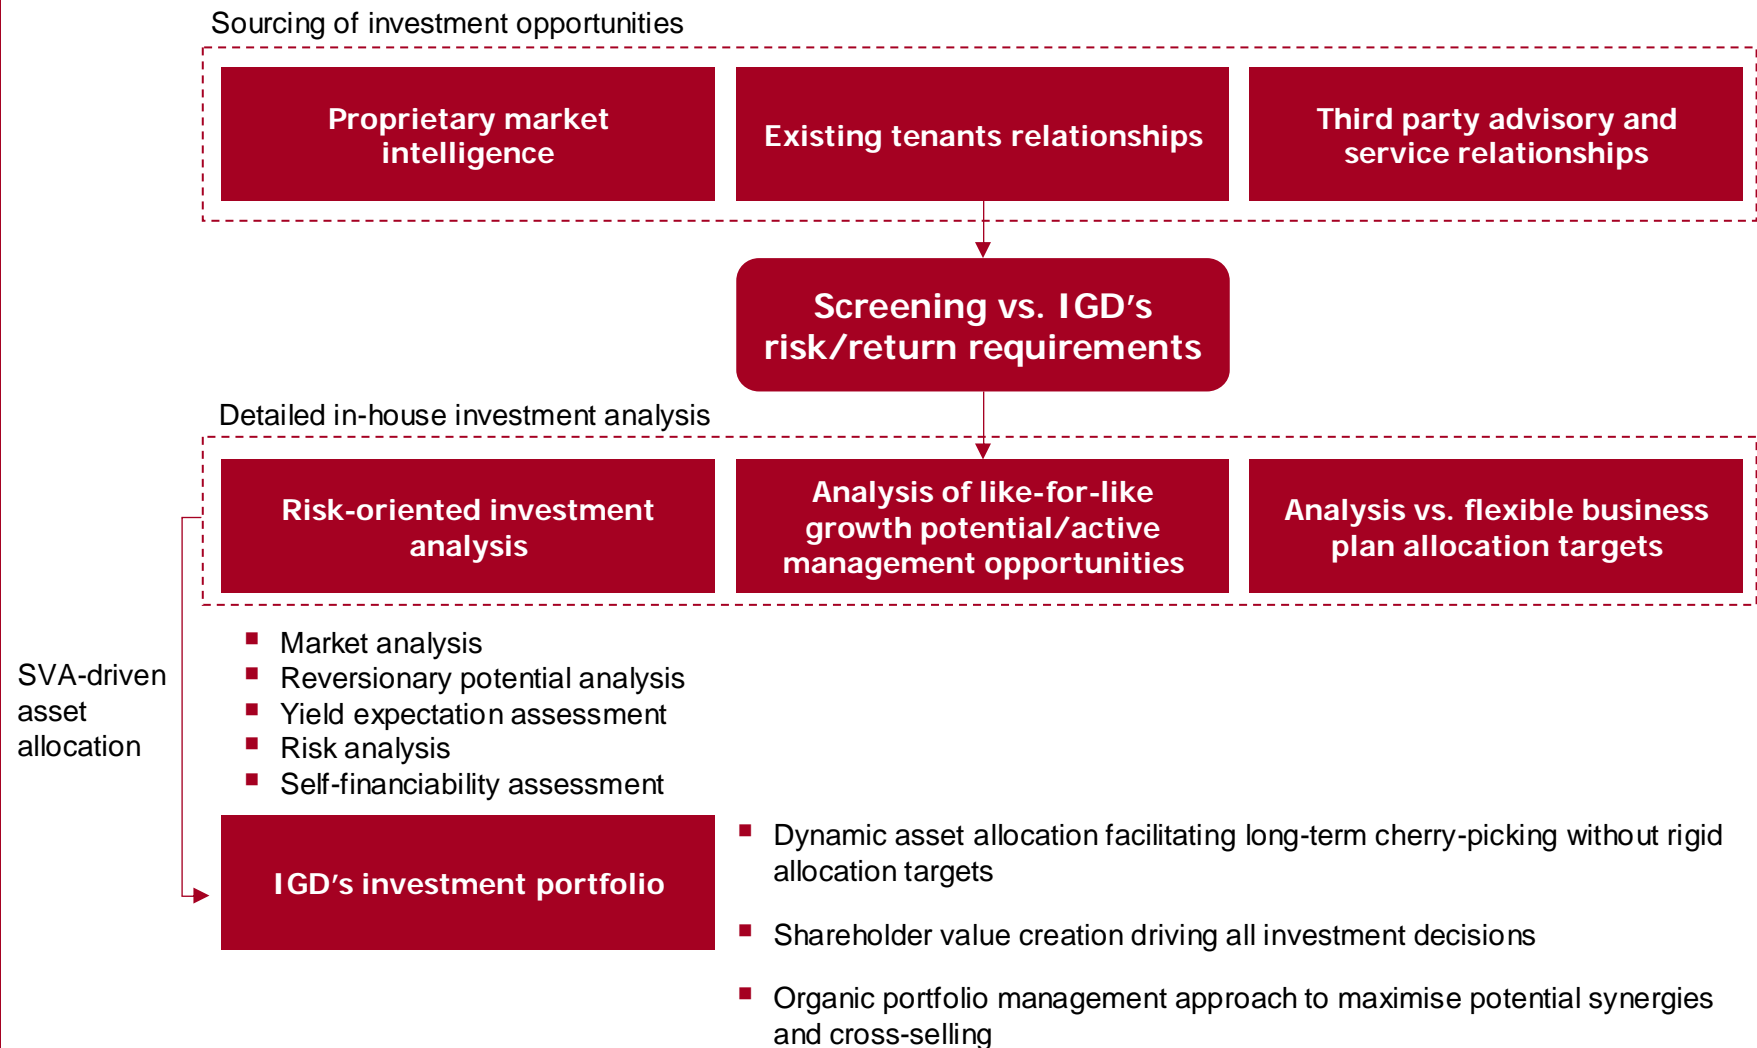 Sourcing of investment opportunities
Proprietary market
intelligence
Existing tenants relationships
Third party advisory and
service relationships
Screening vs. IGD's
risk/return requirements
Detailed in-house investment analysis
Risk-oriented investment
analysis
Analysis of like-for-like
growth potential/active
management opportunities
Analysis vs. flexible business
plan allocation targets
SVA-driven
asset
allocation
▪ Market analysis
▪ Reversionary potential analysis
▪ Yield expectation assessment
▪ Risk analysis
▪ Self-financiability assessment
IGD's investment portfolio
▪ Dynamic asset allocation facilitating long-term cherry-picking without rigid
allocation targets
▪ Shareholder value creation driving all investment decisions
▪ Organic portfolio management approach to maximise potential synergies
and cross-selling